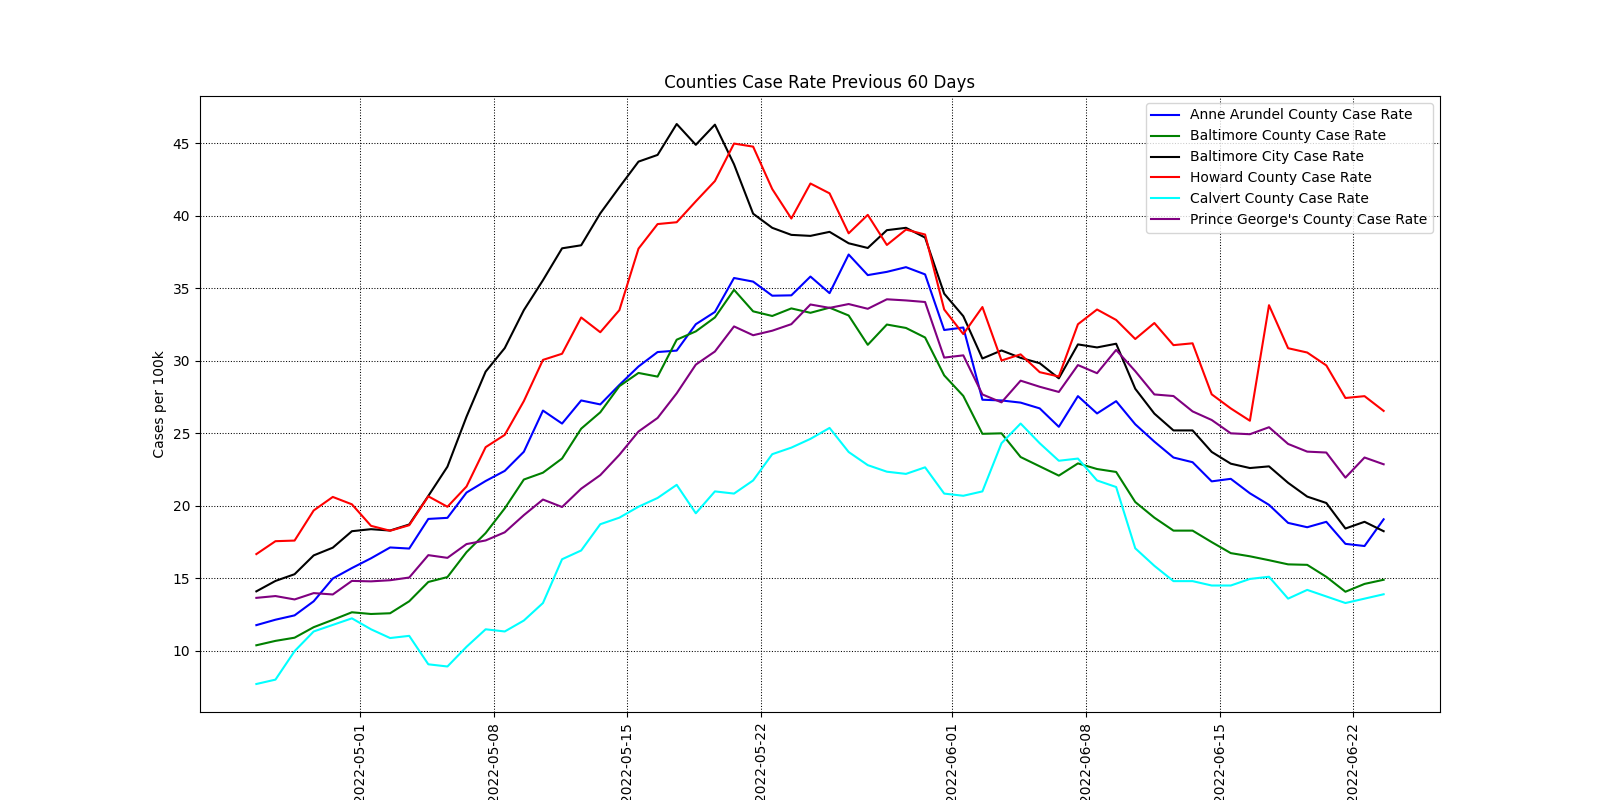 Counties Case Rate Previous 60 Days
Anne Arundel County Case Rate
Baltimore County Case Rate
Baltimore City Case Rate
Howard County Case Rate
Calvert County Case Rate
Prince George's County Case Rate
Cases per 100k
45
40
35
30
25
20
15
10
2022-05-01
2022-05-08
2022-05-15
2022-05-22
2022-06-01
2022-06-08
2022-06-15
2022-06-22